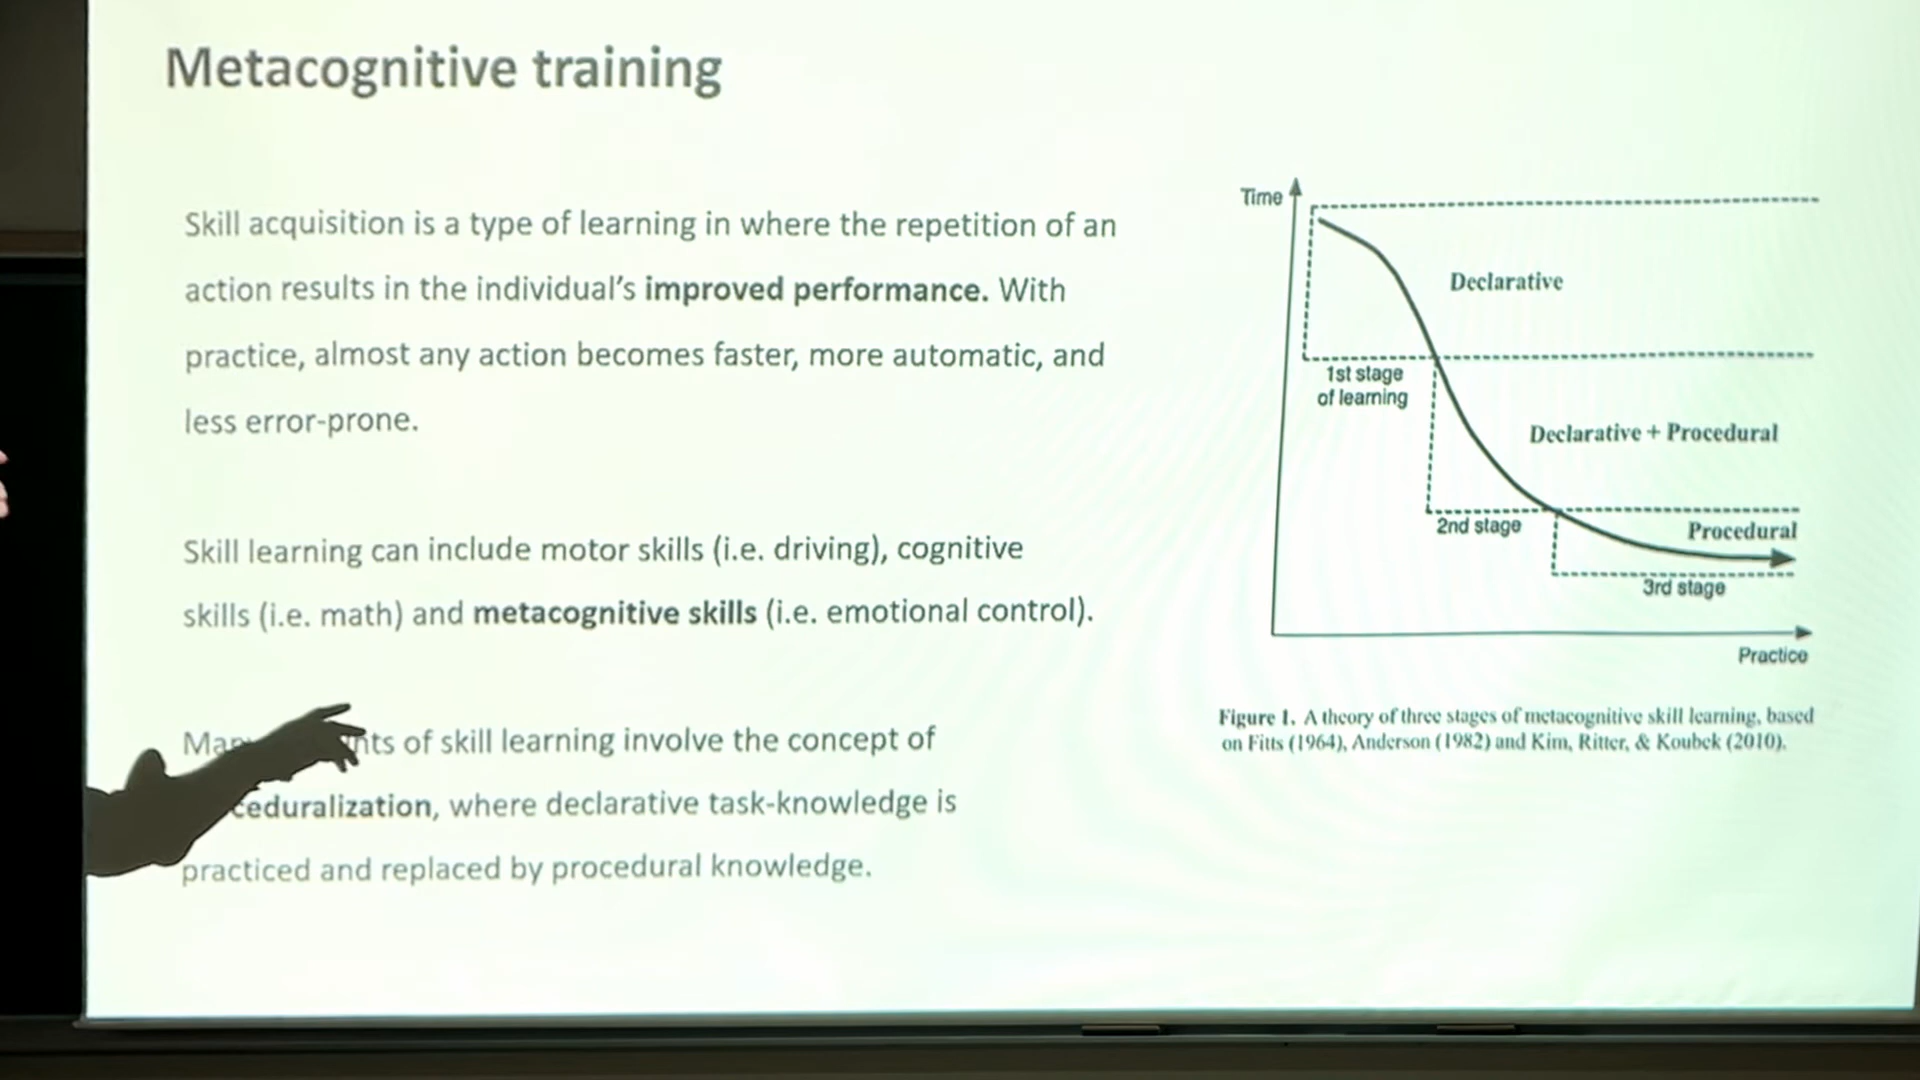 Metacognitive training
Skill acquisition is a type of learning in where the repetition of an
action results in the individual's improved performance. With
practice, almost any action becomes faster, more automatic, and
less error-prone.
Skill learning can include motor skills (i.e. driving), cognitive
skills (i.e. math) and metacognitive skills (i.e. emotional control).
of skill learning involve the concept of
where declarative task-knowledge is
practiced and replaced by procedural knowledge.
Time
Declarative
1st stage
of learning
Declarative + Procedural
2nd stage
Procedural
3rd stage
Practice
Figure 1. A theory of three stages of metacognitive skill learning, based
on Fitts (1964), Anderson (1982) and Kim, Ritter, & Koubek (2010).